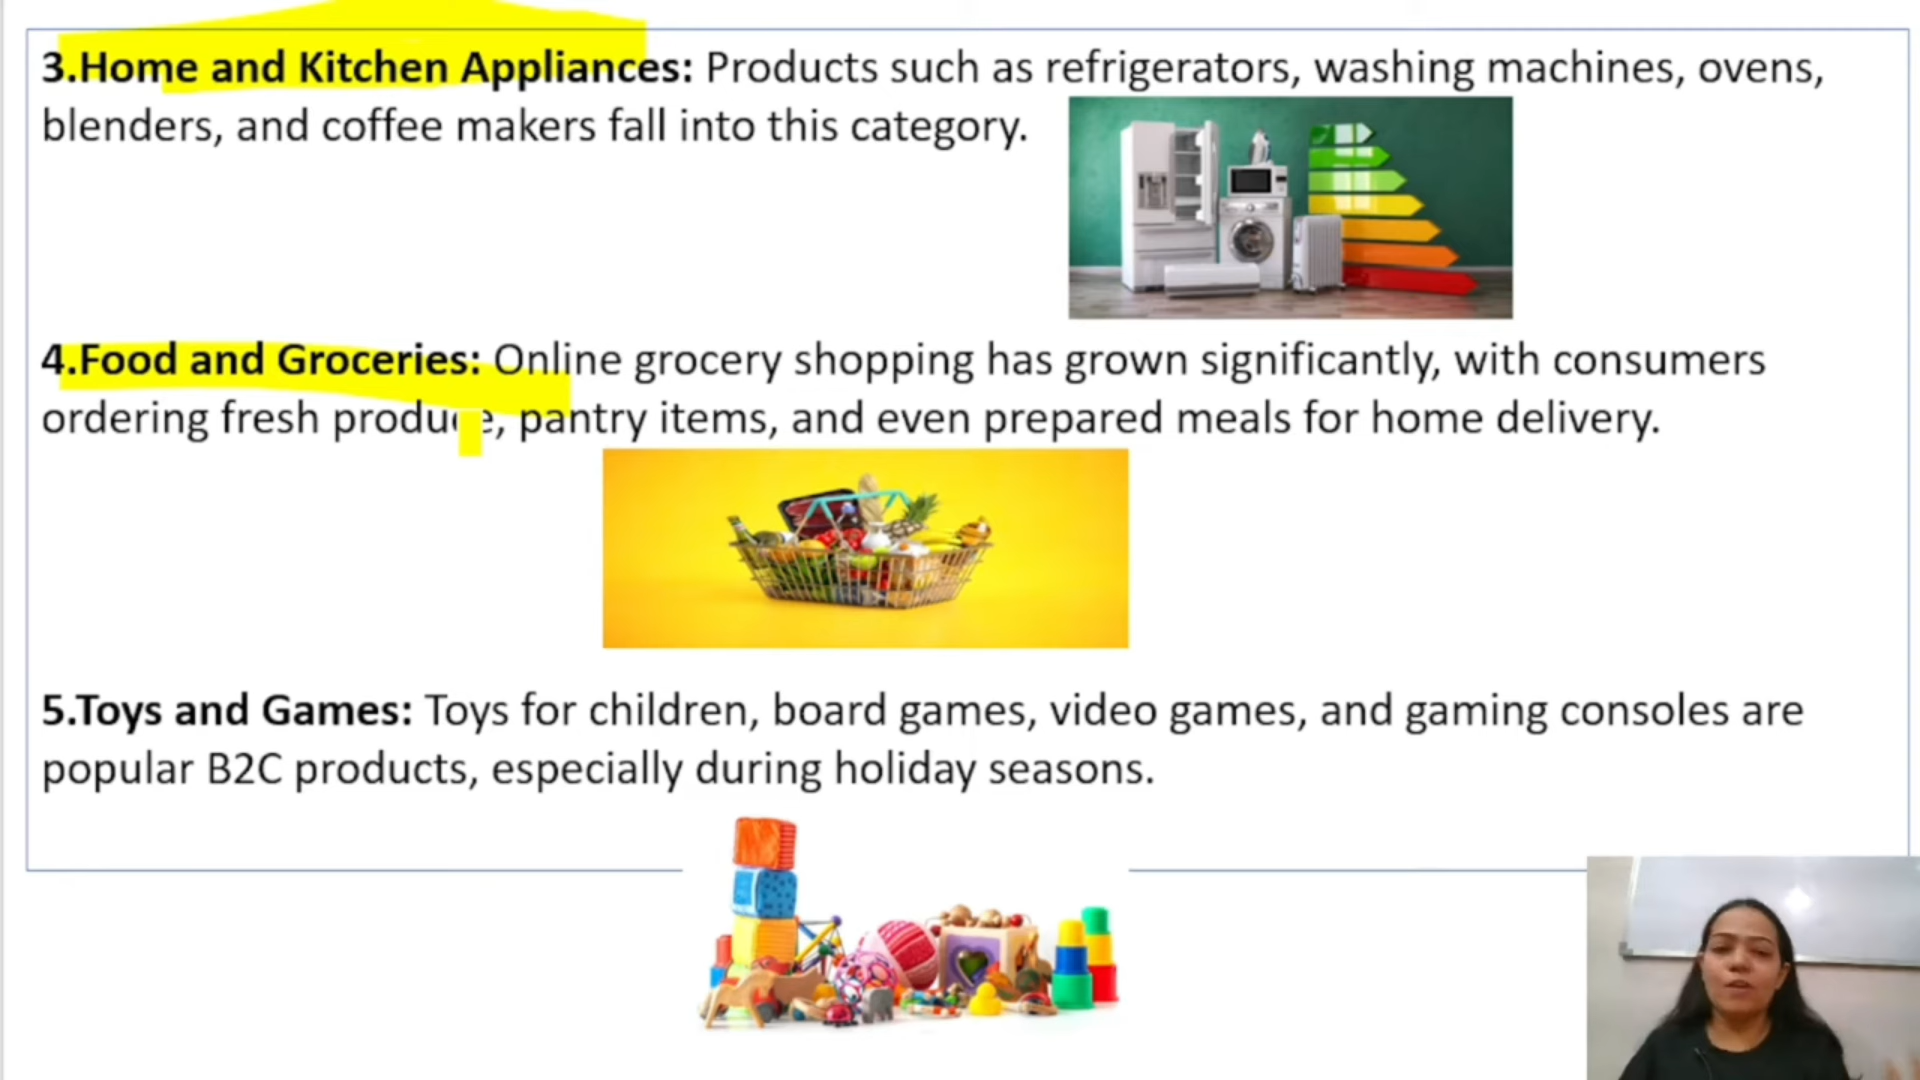 3.Home and Kitchen Appliances: Products such as refrigerators, washing machines, ovens,
blenders, and coffee makers fall into this category.
4.Food and Groceries: Online grocery shopping has grown significantly, with consumers
ordering fresh produce, pantry items, and even prepared meals for home delivery.
5.Toys and Games: Toys for children, board games, video games, and gaming consoles are
popular B2C products, especially during holiday seasons.